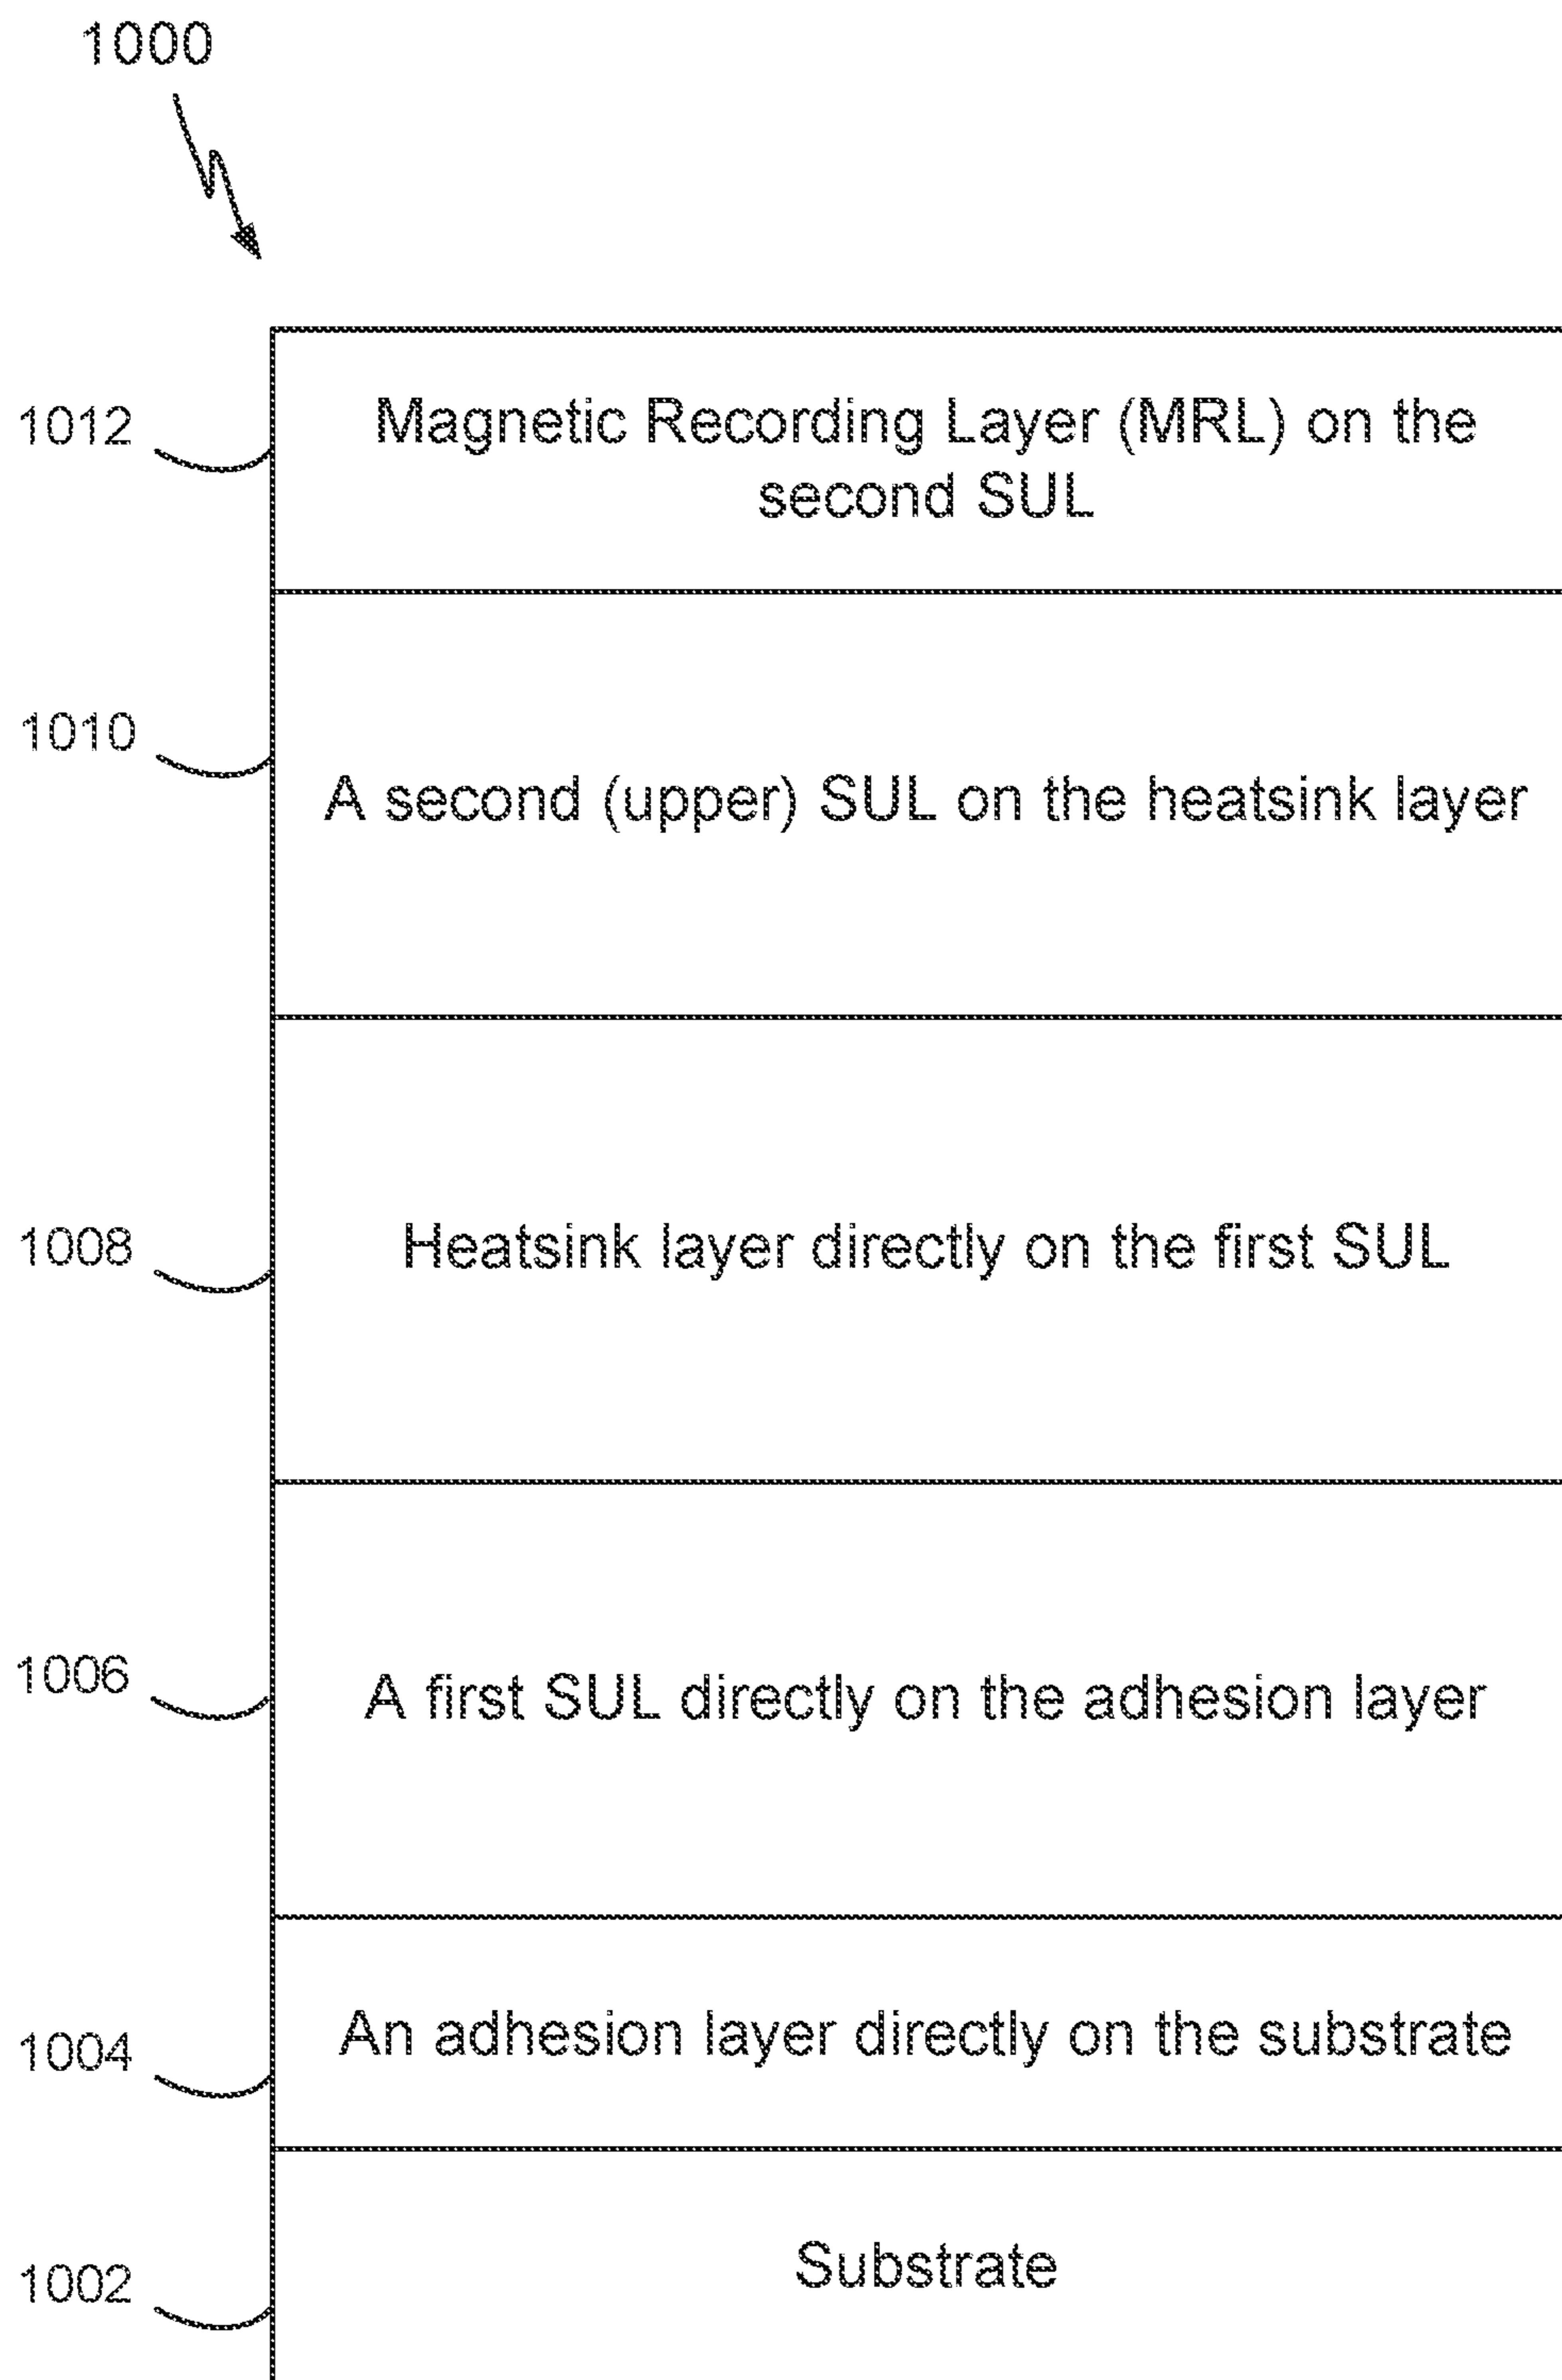 1000
1012
Magnetic Recording Layer (MRL) on the
second SUL
1010
A second (upper) SUL on the heatsink layer
1008
Heatsink layer directly on the first SUL
1006
A first SUL directly on the adhesion layer
1004
An adhesion layer directly on the substrate
1002
Substrate